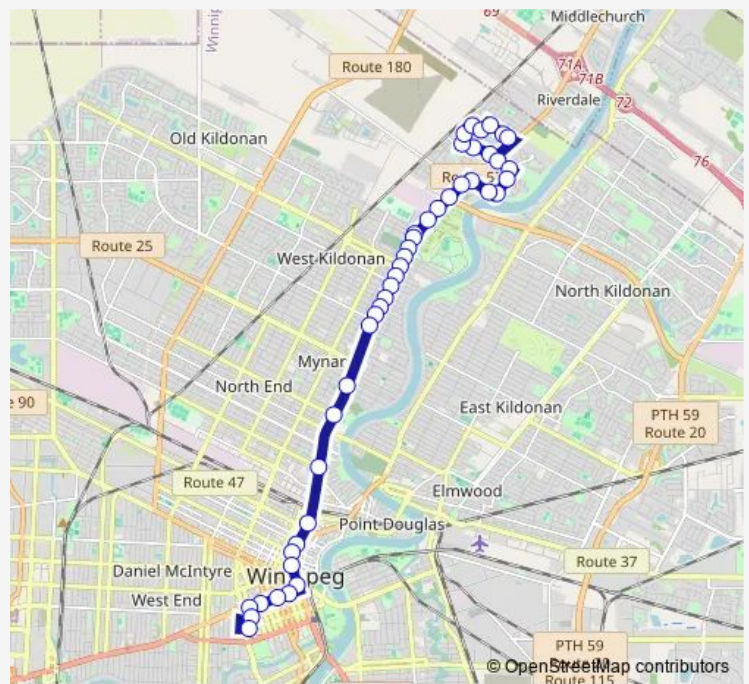 69
Middlechurch
Winnip
71A
71B
Route 180
Riverdale
72
Old Kildonan
76
Route 25
West Kildonan
North Kildonan
Mynar
North End
90
East Kildonan
PTH 59
Route 20
Route 47
Elmwood
Point Douglas
Route 37
Daniel McIntyre
Winnipeg
West End
PTH 59
Route 115
© OpenStreetMap contributors